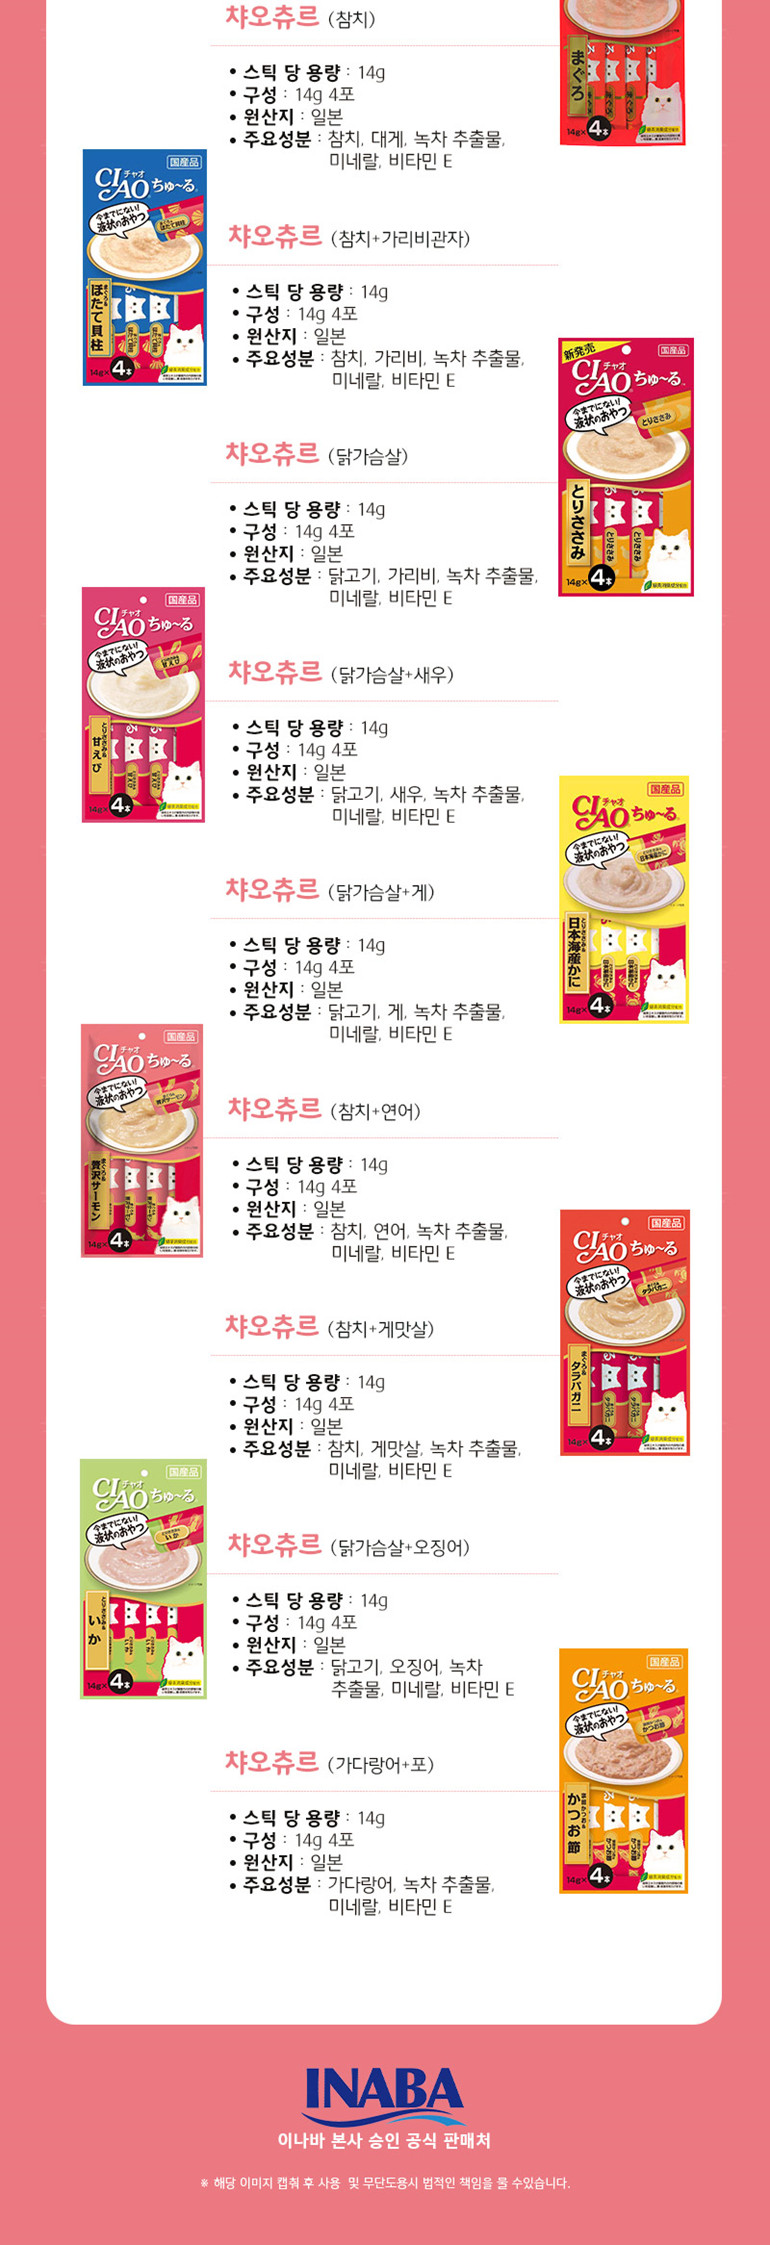 챠오츄르 (참치)
• 스틱 당 용량 : 14g
• 구성 : 14g 4포
• 원산지 : 일본
• 주요성분 : 참치, 대게, 녹차 추출물,
미네랄, 비타민 E
まぐろ
14g× 4本
国産品
CIAO チャオ ちゅ〜る
今までにない!
液状のおやつ
まぐろ&
ほたて貝柱
14g× 4本
챠오츄르 (참치+가리비관자)
• 스틱 당 용량 : 14g
• 구성 : 14g 4포
• 원산지 : 일본
• 주요성분 : 참치, 가리비, 녹차 추출물,
미네랄, 비타민 E
新発売
国産品
CIAO チャオ ちゅ〜る
今までにない!
液状のおやつ
とりささみ
とりささみ
14g× 4本
챠오츄르 (닭가슴살)
• 스틱 당 용량 : 14g
• 구성 : 14g 4포
• 원산지 : 일본
• 주요성분 : 닭고기, 가리비, 녹차 추출물,
미네랄, 비타민 E
国産品
CIAO チャオ ちゅ〜る
今までにない!
液状のおやつ
とりささみ&
甘えび
14g× 4本
챠오츄르 (닭가슴살+새우)
• 스틱 당 용량 : 14g
• 구성 : 14g 4포
• 원산지 : 일본
• 주요성분 : 닭고기, 새우, 녹차 추출물,
미네랄, 비타민 E
国産品
CIAO チャオ ちゅ〜る
今までにない!
液状のおやつ
とりささみ&
日本海産かに
14g× 4本
챠오츄르 (닭가슴살+게)
• 스틱 당 용량 : 14g
• 구성 : 14g 4포
• 원산지 : 일본
• 주요성분 : 닭고기, 게, 녹차 추출물,
미네랄, 비타민 E
国産品
CIAO チャオ ちゅ〜る
今までにない!
液状のおやつ
まぐろ&
贅沢サーモン
14g× 4本
챠오츄르 (참치+연어)
• 스틱 당 용량 : 14g
• 구성 : 14g 4포
• 원산지 : 일본
• 주요성분 : 참치, 연어, 녹차 추출물,
미네랄, 비타민 E
国産品
CIAO チャオ ちゅ〜る
今までにない!
液状のおやつ
まぐろ&
タラバガニ
14g× 4本
챠오츄르 (참치+게맛살)
• 스틱 당 용량 : 14g
• 구성 : 14g 4포
• 원산지 : 일본
• 주요성분 : 참치, 게맛살, 녹차 추출물,
미네랄, 비타민 E
国産品
CIAO チャオ ちゅ〜る
今までにない!
液状のおやつ
とりささみ&
いか
14g× 4本
챠오츄르 (닭가슴살+오징어)
• 스틱 당 용량 : 14g
• 구성 : 14g 4포
• 원산지 : 일본
• 주요성분 : 닭고기, 오징어, 녹차
추출물, 미네랄, 비타민 E
国産品
CIAO チャオ ちゅ〜る
今までにない!
液状のおやつ
かつお節
14g× 4本
챠오츄르 (가다랑어+포)
• 스틱 당 용량 : 14g
• 구성 : 14g 4포
• 원산지 : 일본
• 주요성분 : 가다랑어, 녹차 추출물,
미네랄, 비타민 E
INABA
이나바 본사 승인 공식 판매처
※ 해당 이미지 캡춰 후 사용 및 무단도용시 법적인 책임을 물 수있습니다.